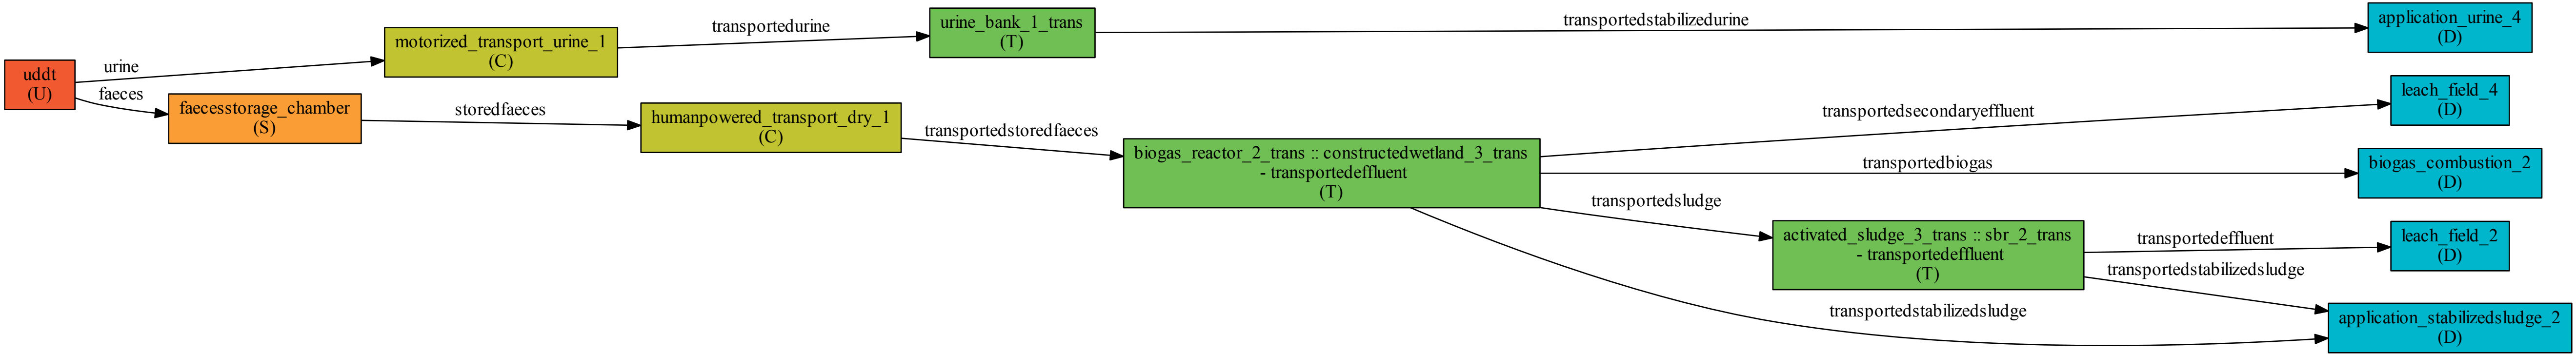 uddt
(U)
urine
faeces
faecesstorage_chamber
(S)
motorized_transport_urine_1
(C)
storedfaeces
humanpowered_transport_dry_1
(C)
transportedurine
urine_bank_1_trans
(T)
transportedstoredfaeces
biogas_reactor_2_trans :: constructedwetland_3_trans
- transportedeffluent
(T)
transportedstabilizedurine
transportedsecondaryeffluent
transportedbiogas
transportedsludge
activated_sludge_3_trans :: sbr_2_trans
- transportedeffluent
(T)
transportedstabilizedsludge
transportedeffluent
transportedstabilizedsludge
application_urine_4
(D)
leach_field_4
(D)
biogas_combustion_2
(D)
leach_field_2
(D)
application_stabilizedsludge_2
(D)